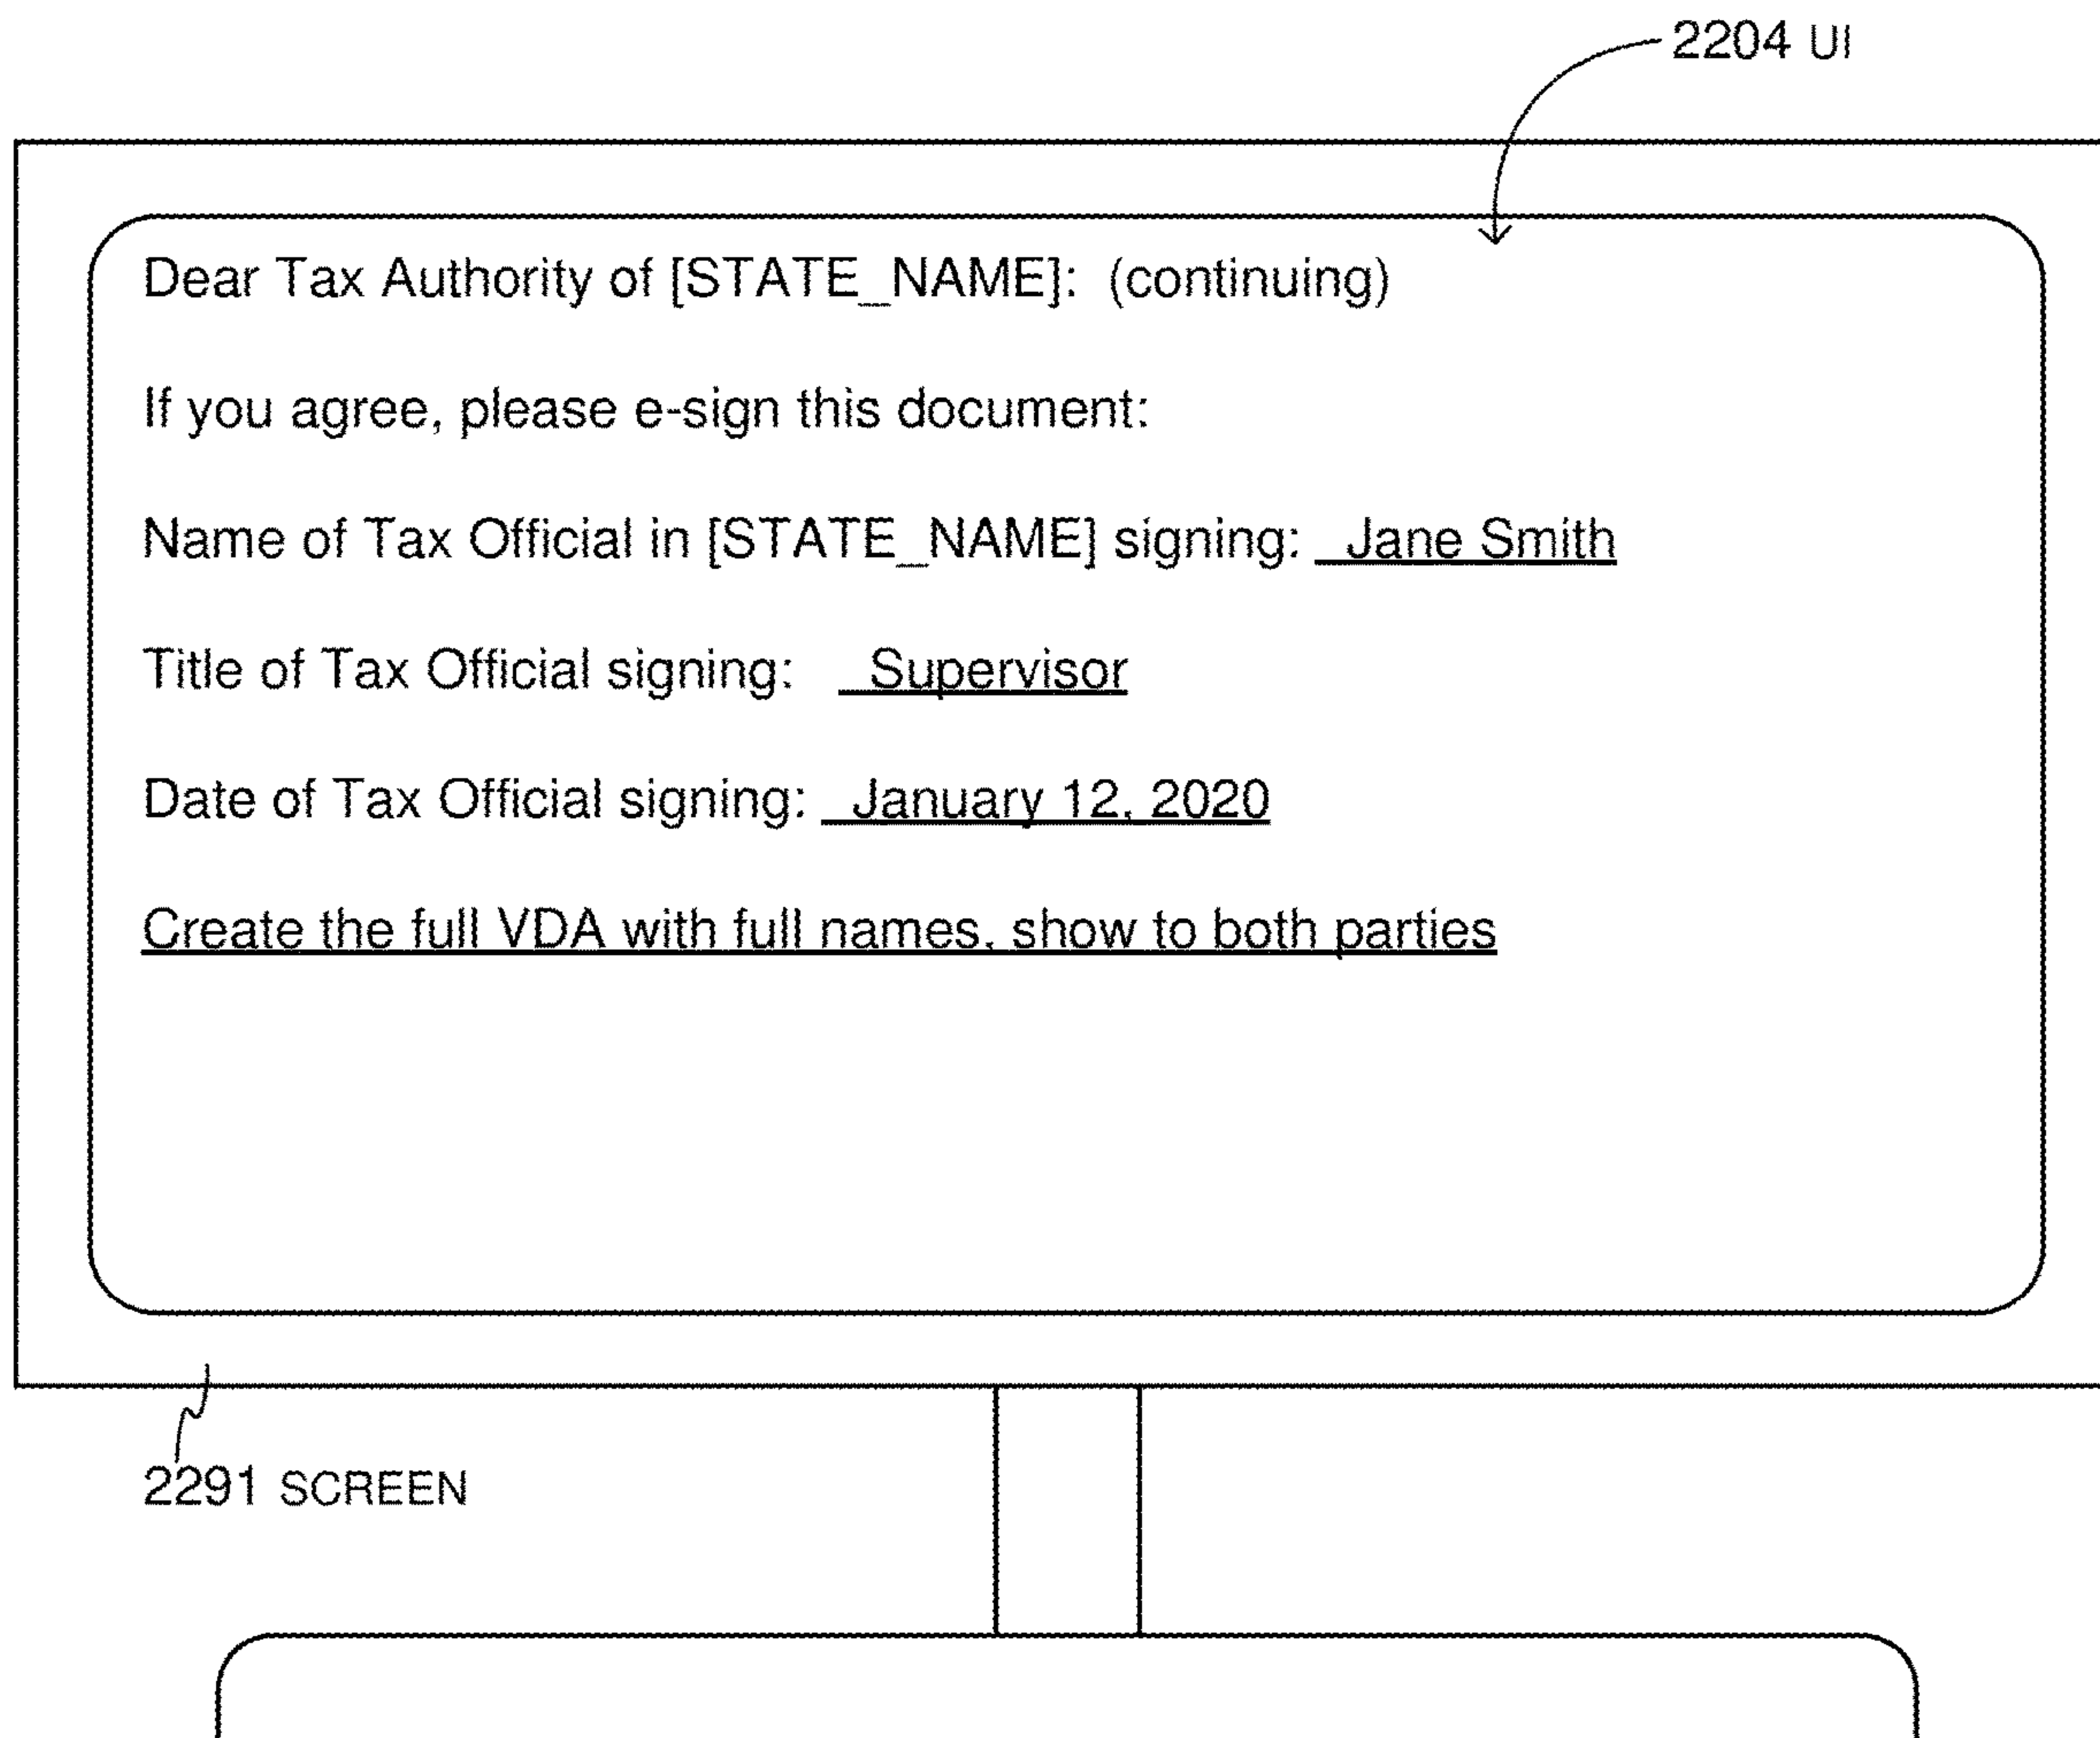 2204 UI
Dear Tax Authority of [STATE_NAME]: (continuing)
If you agree, please e-sign this document:
Name of Tax Official in [STATE_NAME] signing: Jane Smith
Title of Tax Official signing: Supervisor
Date of Tax Official signing: January 12, 2020
Create the full VDA with full names, show to both parties
2291 SCREEN